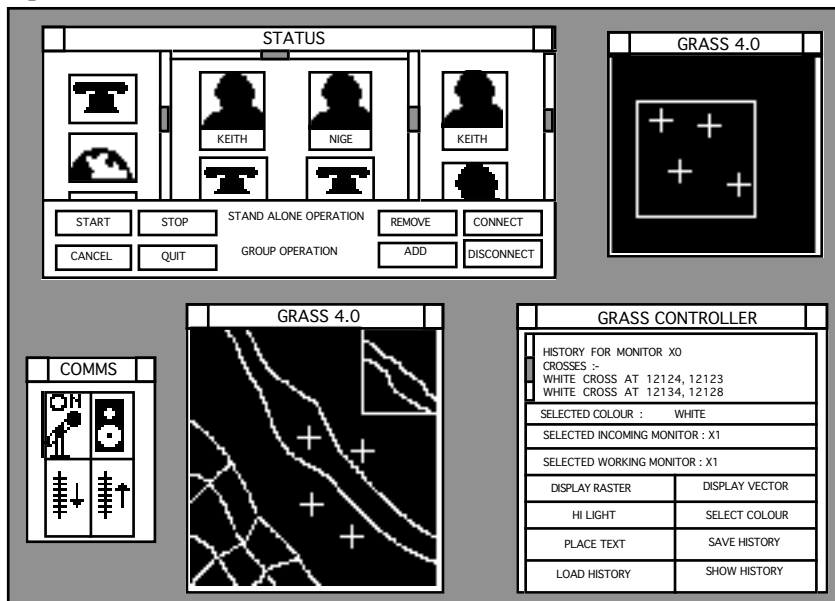 STATUS
KEITH
NIGE
KEITH
START
STOP
STAND ALONE OPERATION
REMOVE
CONNECT
CANCEL
QUIT
GROUP OPERATION
ADD
DISCONNECT
GRASS 4.0
GRASS 4.0
COMMS
ON
GRASS CONTROLLER
HISTORY FOR MONITOR X0
CROSSES :-
WHITE CROSS AT 12124, 12123
WHITE CROSS AT 12134, 12128
SELECTED COLOUR : WHITE
SELECTED INCOMING MONITOR : X1
SELECTED WORKING MONITOR : X1
DISPLAY RASTER
DISPLAY VECTOR
HI LIGHT
SELECT COLOUR
PLACE TEXT
SAVE HISTORY
LOAD HISTORY
SHOW HISTORY